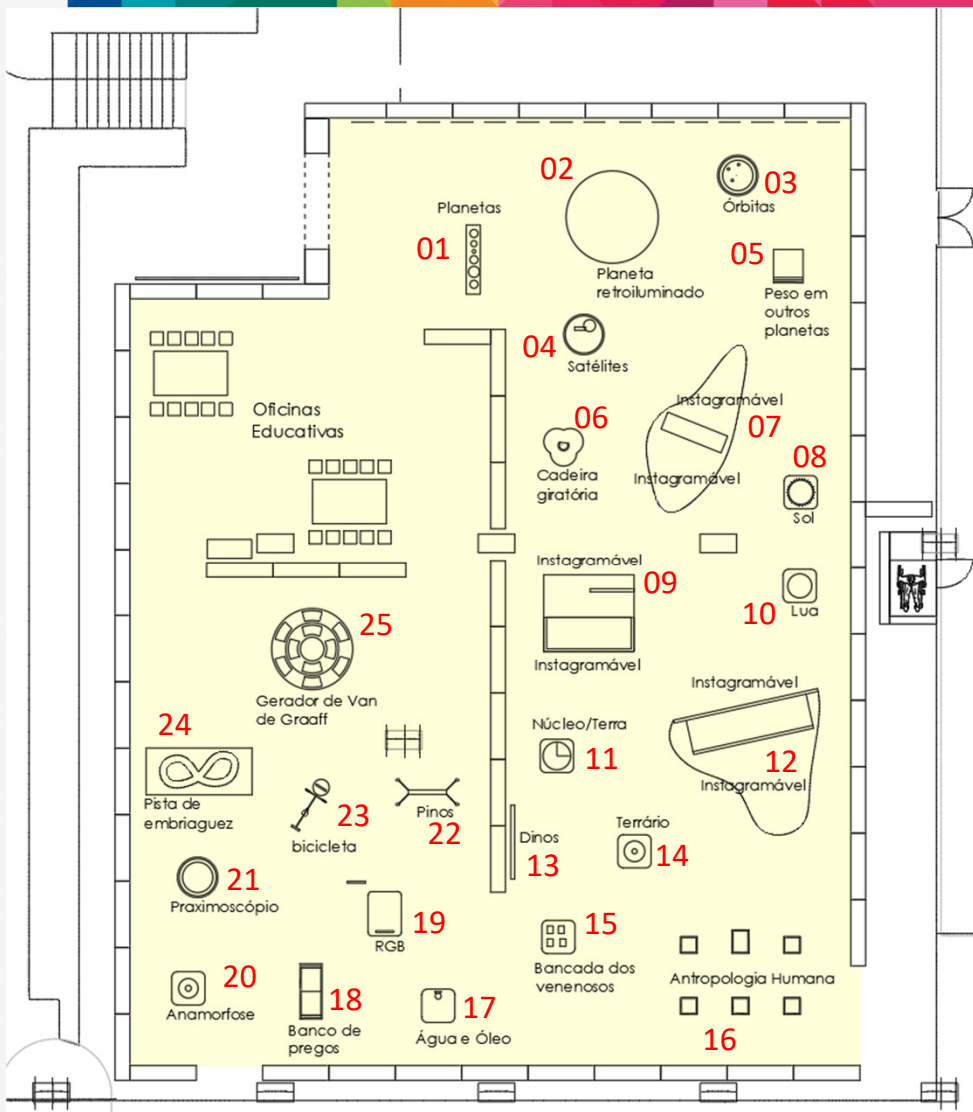 02
03
Órbitas
Planetas
01
Planeta
retroiluminado
05
Peso em
outros
planetas
04
Satélites
Oficinas
Educativas
Instagramável
07
Instagramável
06
Cadeira
giratória
08
Sol
Instagramável
09
Instagramável
10
Lua
25
Gerador de Van
de Graaff
Instagramável
12
Instagramável
Núcleo/Terra
11
24
Pista de
embriaguez
23
bicicleta
Pinos
22
Dinos
13
Terrário
14
21
Praximoscópio
19
RGB
15
Bancada dos
venenosos
Antropologia Humana
16
20
Anamorfose
18
Banco de
pregos
17
Água e Óleo